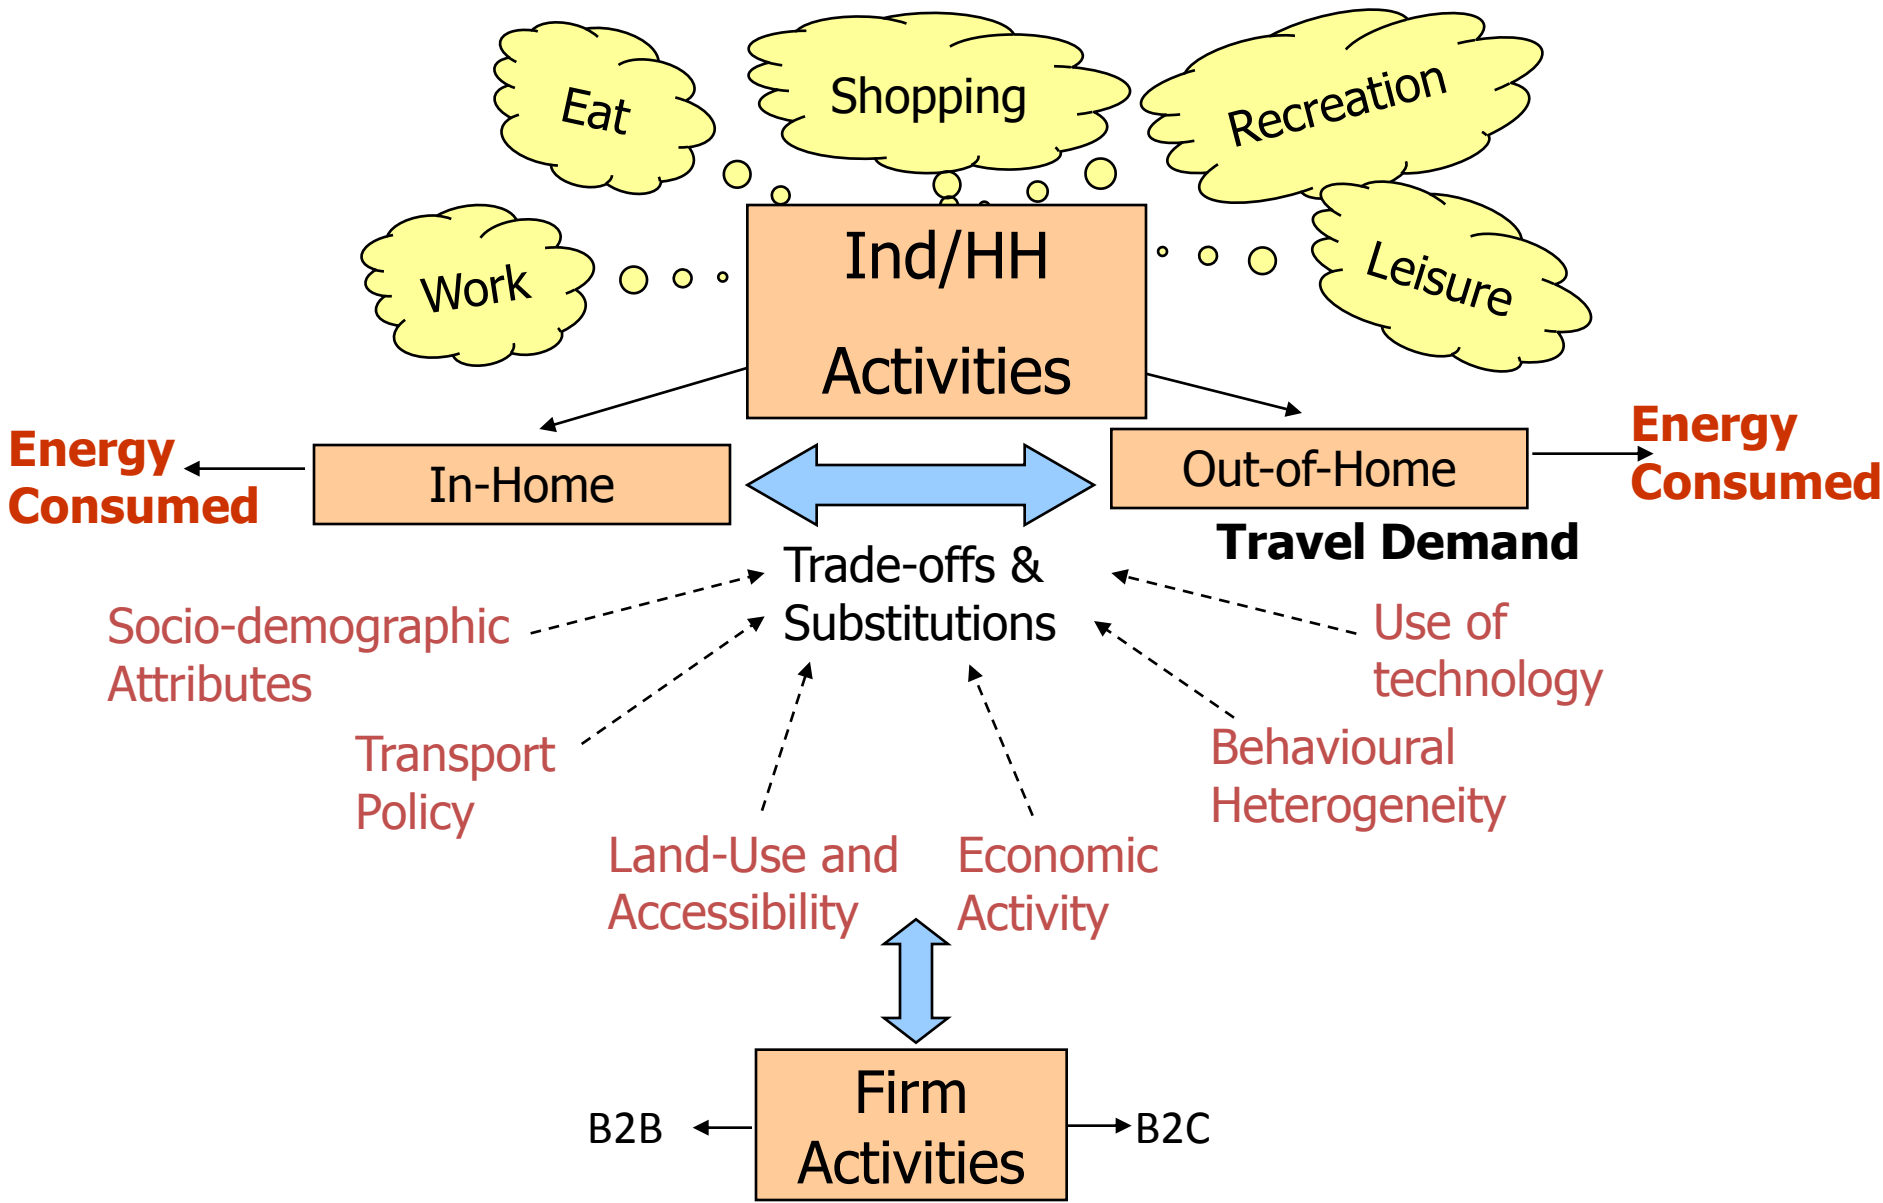 Eat
Shopping
Recreation
Work
Leisure
Ind/HH
Activities
Energy
Consumed
In-Home
Out-of-Home
Energy
Consumed
Travel Demand
Trade-offs &
Substitutions
Socio-demographic
Attributes
Use of
technology
Transport
Policy
Behavioural
Heterogeneity
Land-Use and
Accessibility
Economic
Activity
Firm
Activities
B2B
B2C